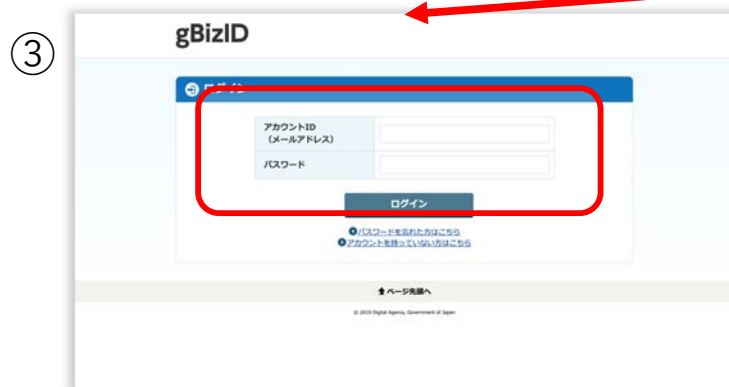 ③
gBizID
ログイン
アカウントID
（メールアドレス）
パスワード
ログイン
パスワードを忘れた方はこちら
アカウントを持っていない方はこちら
ページ先頭へ
© 2019 Digital Agency, Government of Japan